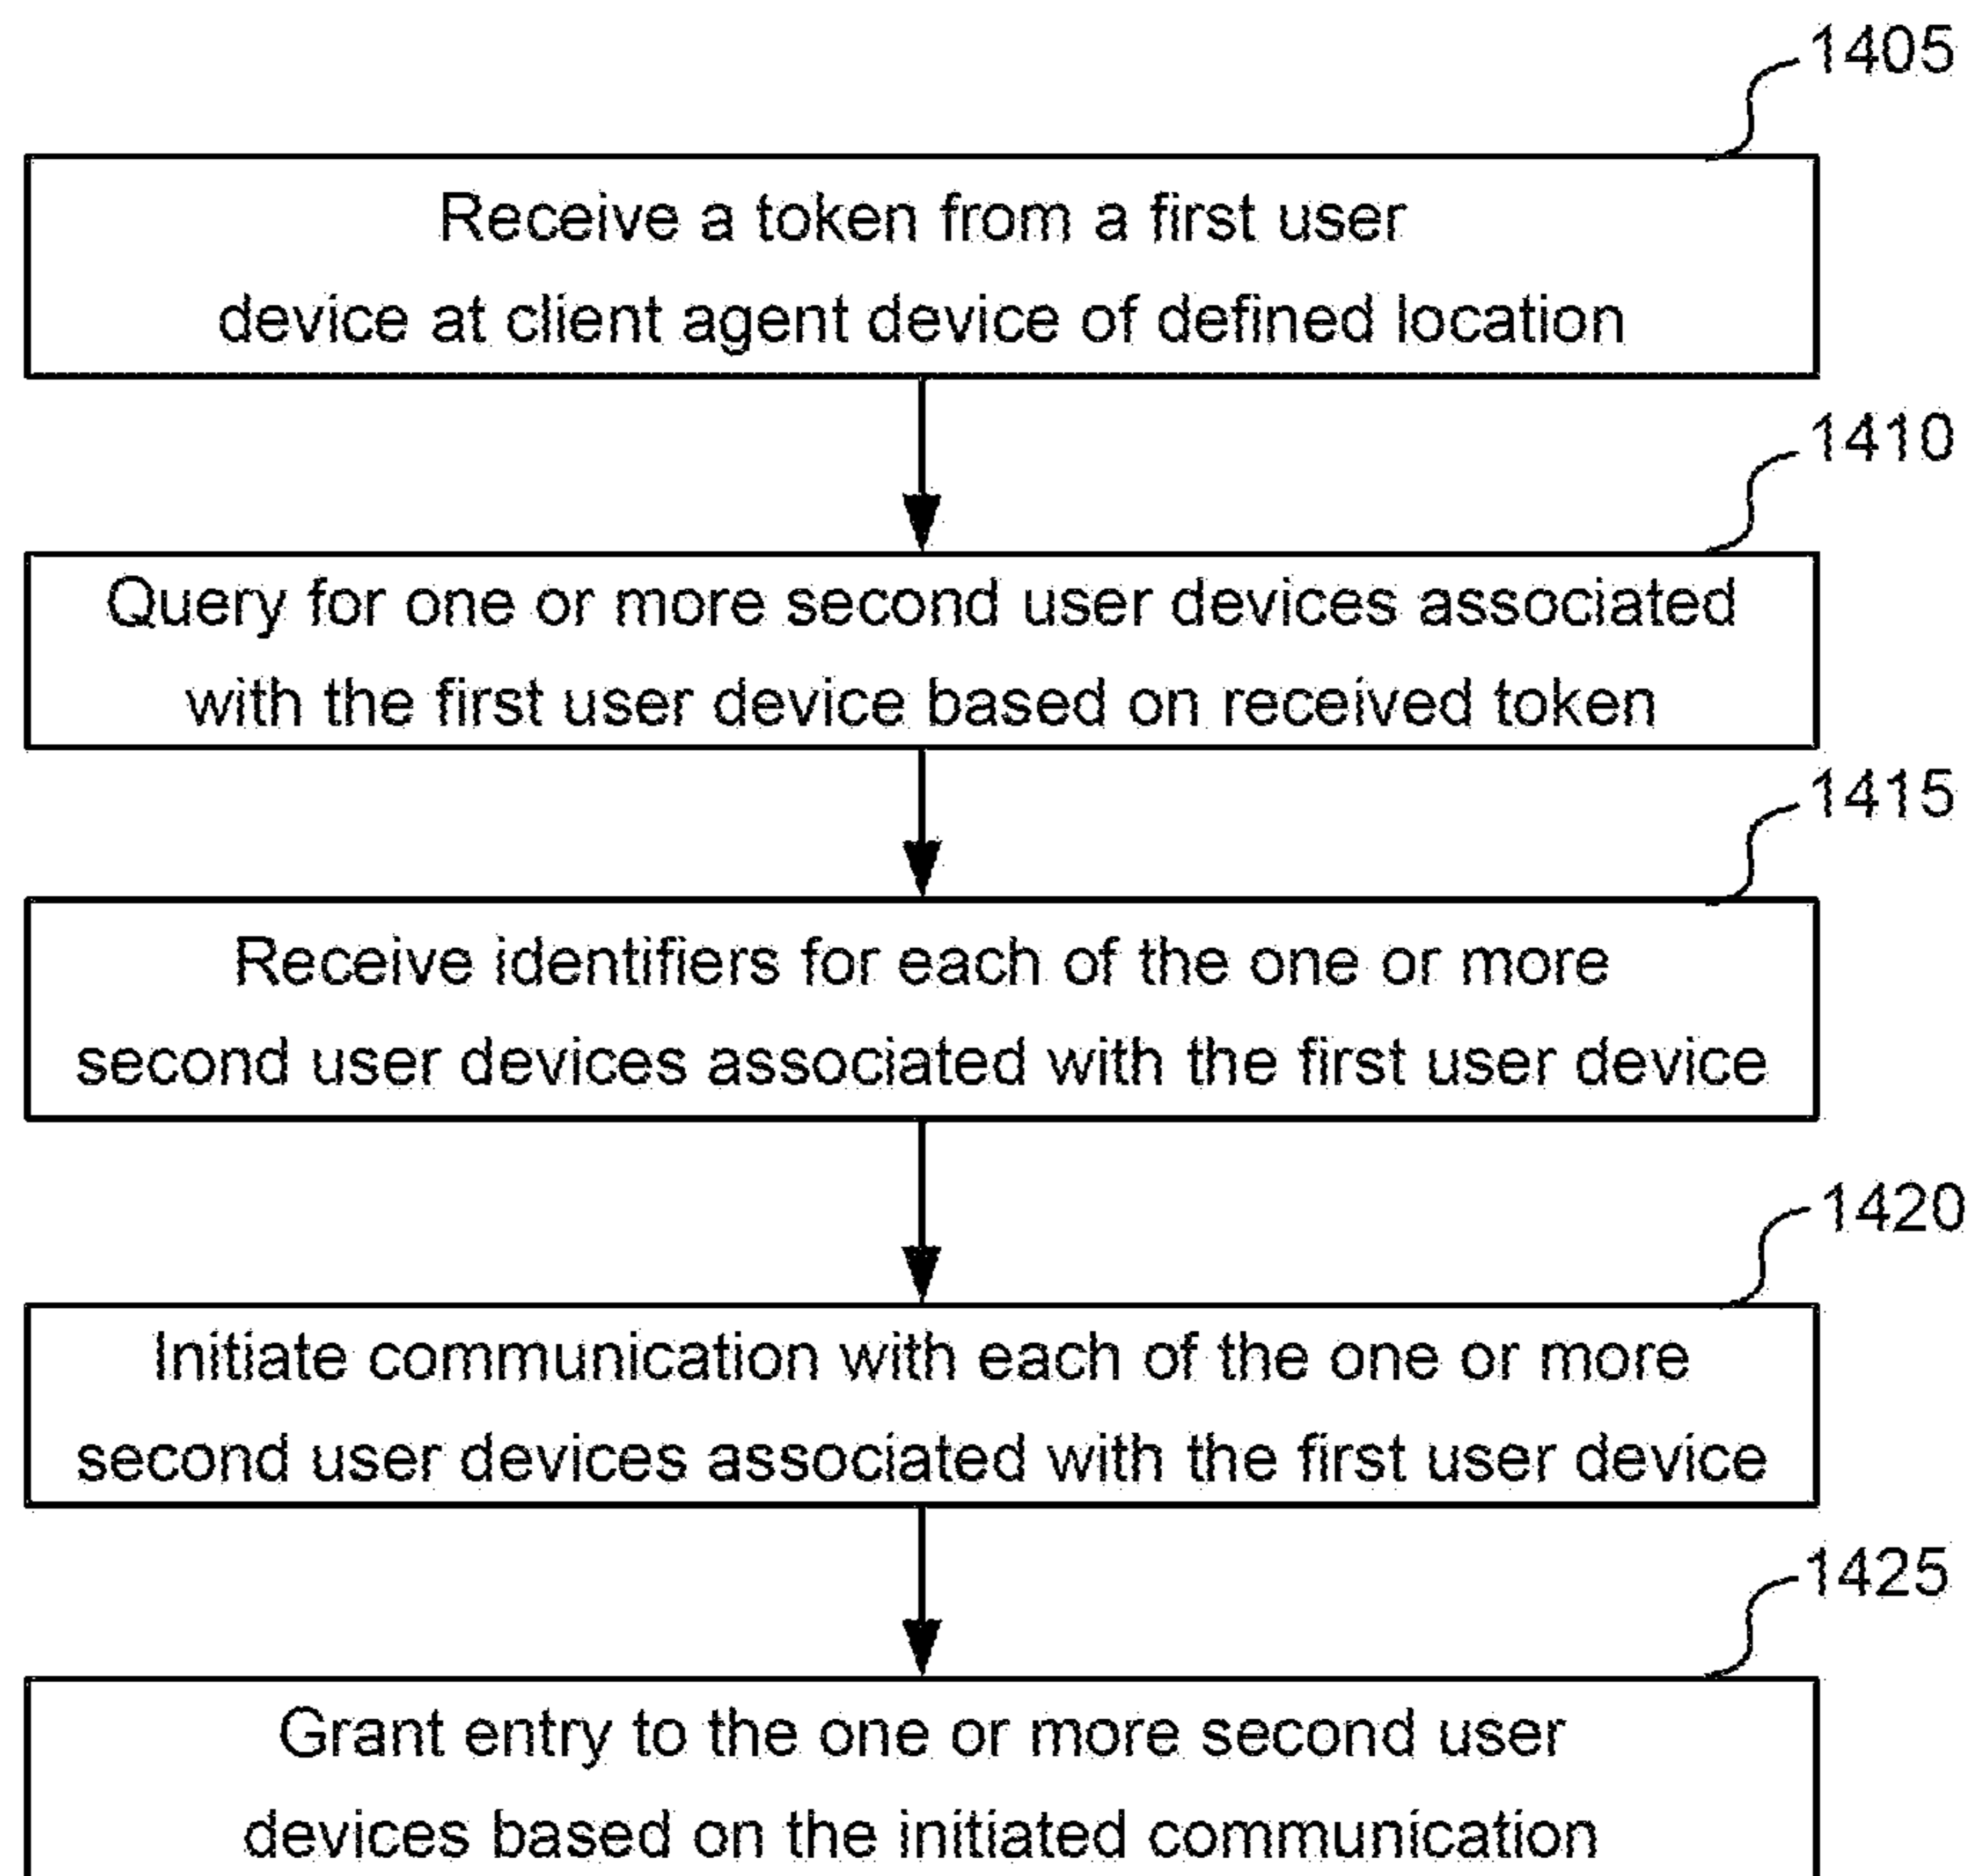 1405
Receive a token from a first user
device at client agent device of defined location
1410
Query for one or more second user devices associated
with the first user device based on received token
1415
Receive identifiers for each of the one or more
second user devices associated with the first user device
1420
Initiate communication with each of the one or more
second user devices associated with the first user device
1425
Grant entry to the one or more second user
devices based on the initiated communication